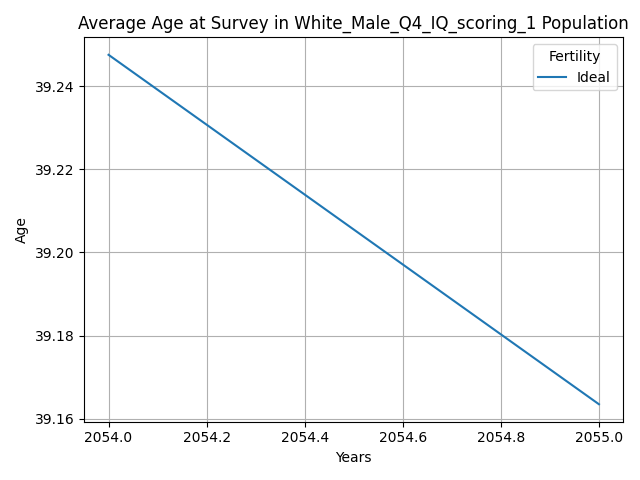 Average Age at Survey in White_Male_Q4_IQ_scoring_1 Population
Fertility
Ideal
39.24
39.22
39.20
39.18
39.16
Age
2054.0 2054.2 2054.4 2054.6 2054.8 2055.0
Years